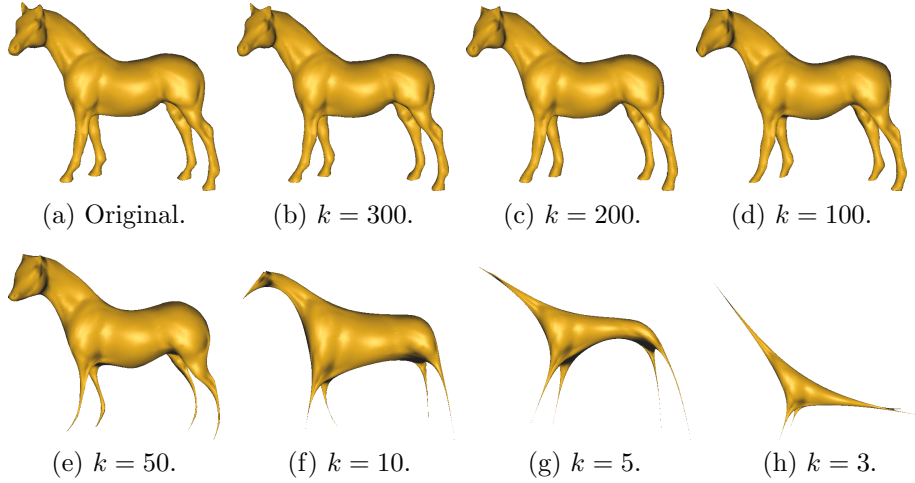 (a) Original.
(b) k = 300.
(c) k = 200.
(d) k = 100.
(e) k = 50.
(f) k = 10.
(g) k = 5.
(h) k = 3.